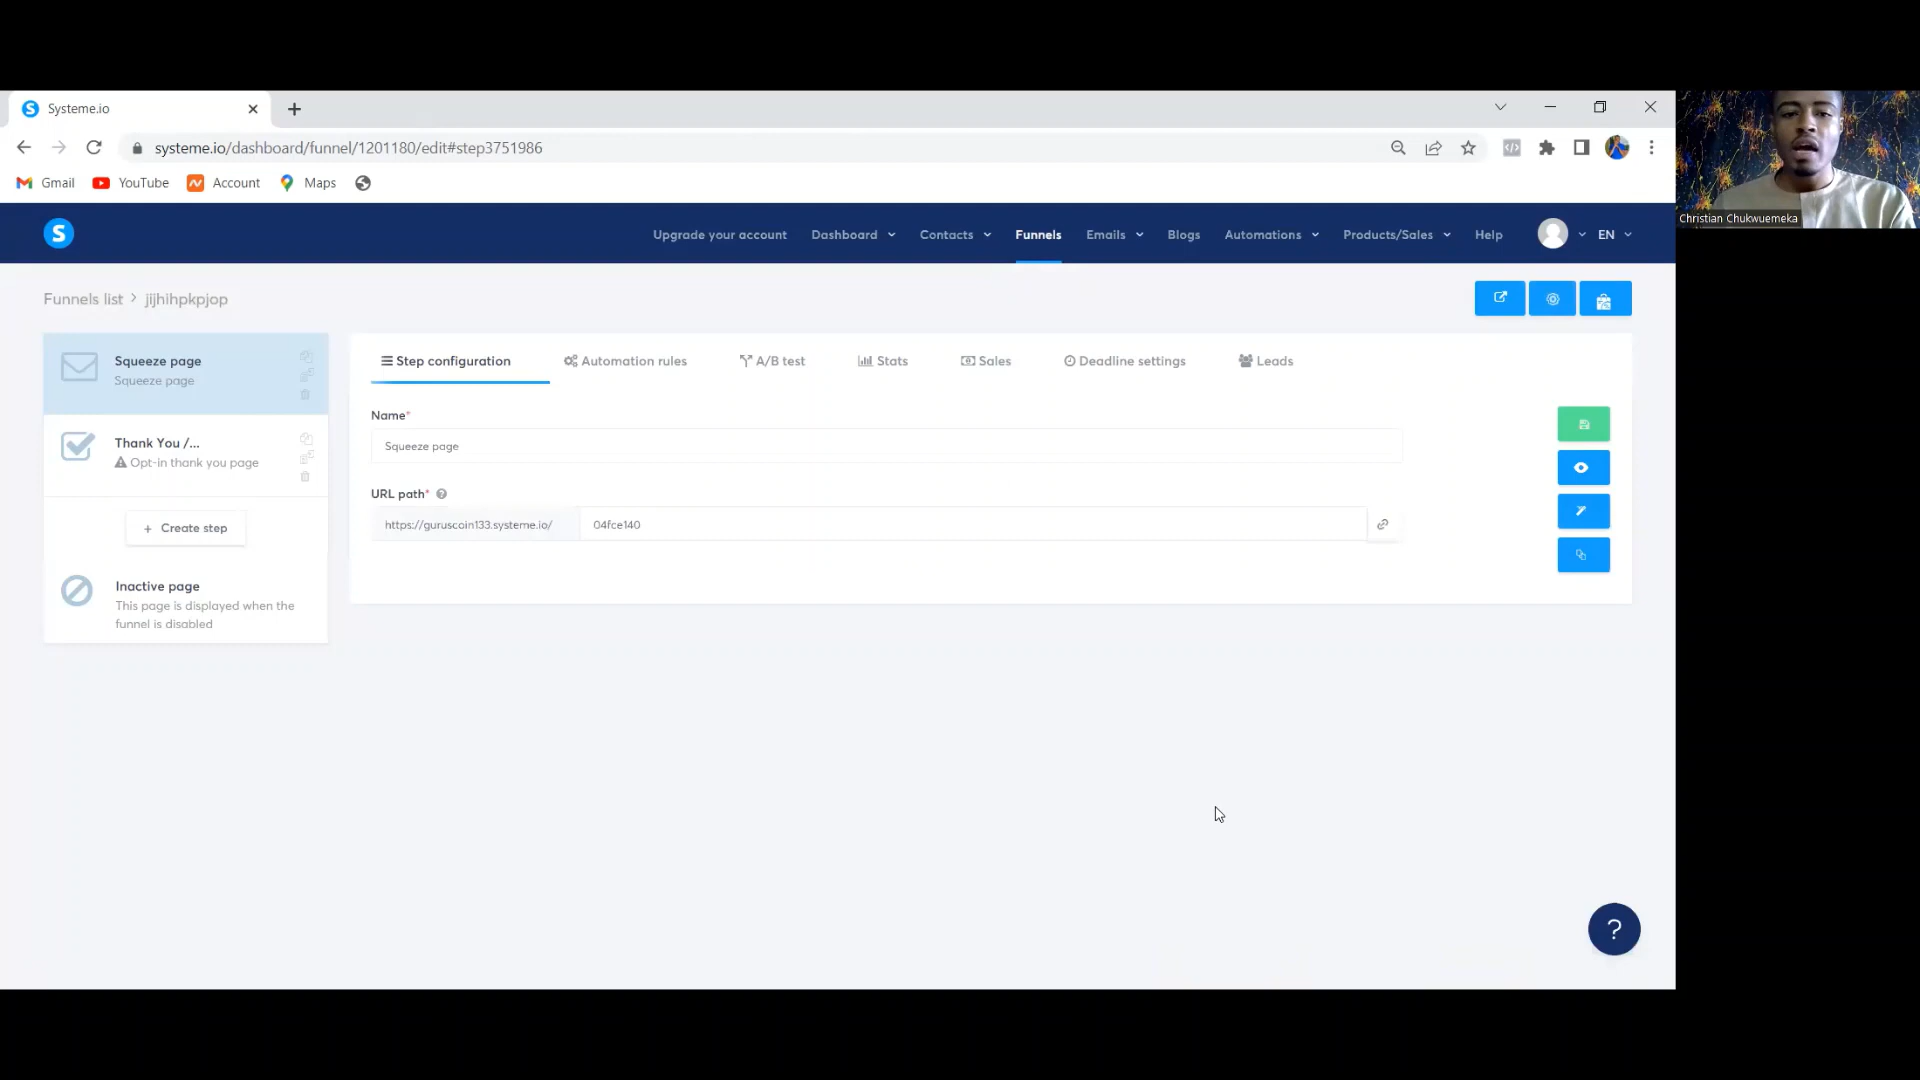 Systeme.io
systeme.io/dashboard/funnel/1201180/edit#step3751986
Gmail YouTube Account Maps
Christian Chukwuemeka
S
Upgrade your account Dashboard Contacts Funnels Emails Blogs Automations Products/Sales Help EN
Funnels list > jijhihpkpjop
Squeeze page
Squeeze page
Thank You /...
Opt-in thank you page
+ Create step
Inactive page
This page is displayed when the
funnel is disabled
Step configuration Automation rules A/B test Stats Sales Deadline settings Leads
Name*
Squeeze page
URL path* ?
https://guruscoin133.systeme.io/ 04fce140
?